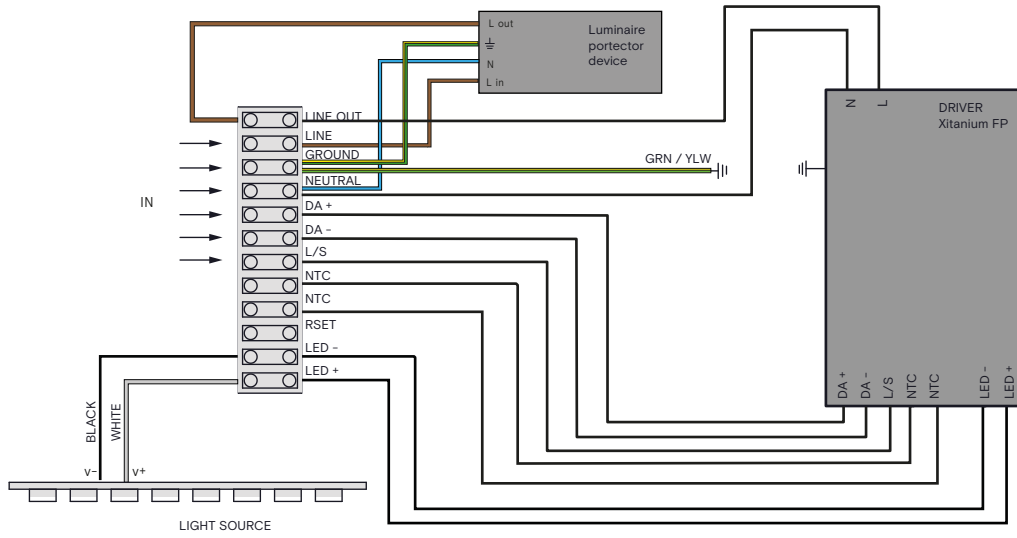 L out
N
L in
Luminaire
portector
device
N
L
DRIVER
Xitanium FP
LINE OUT
LINE
GROUND
NEUTRAL
DA +
DA -
L/S
NTC
NTC
RSET
LED -
LED +
GRN / YLW
IN
DA +
DA -
L/S
NTC
NTC
LED -
LED +
BLACK
WHITE
v-
v+
LIGHT SOURCE